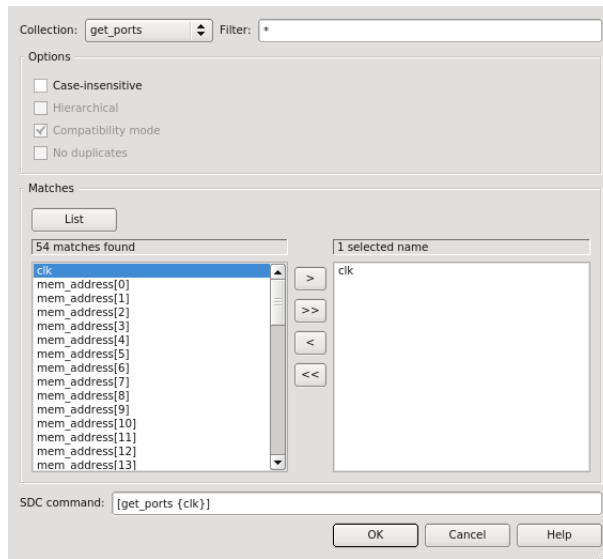 Collection: get_ports Filter: *
Options
Case-insensitive
Hierarchical
Compatibility mode
No duplicates
Matches
List
54 matches found
1 selected name
clk
mem_address[0]
mem_address[1]
mem_address[2]
mem_address[3]
mem_address[4]
mem_address[5]
mem_address[6]
mem_address[7]
mem_address[8]
mem_address[9]
mem_address[10]
mem_address[11]
mem_address[12]
mem_address[13]
>
>>
<
<<
clk
SDC command: [get_ports {clk}]
OK Cancel Help